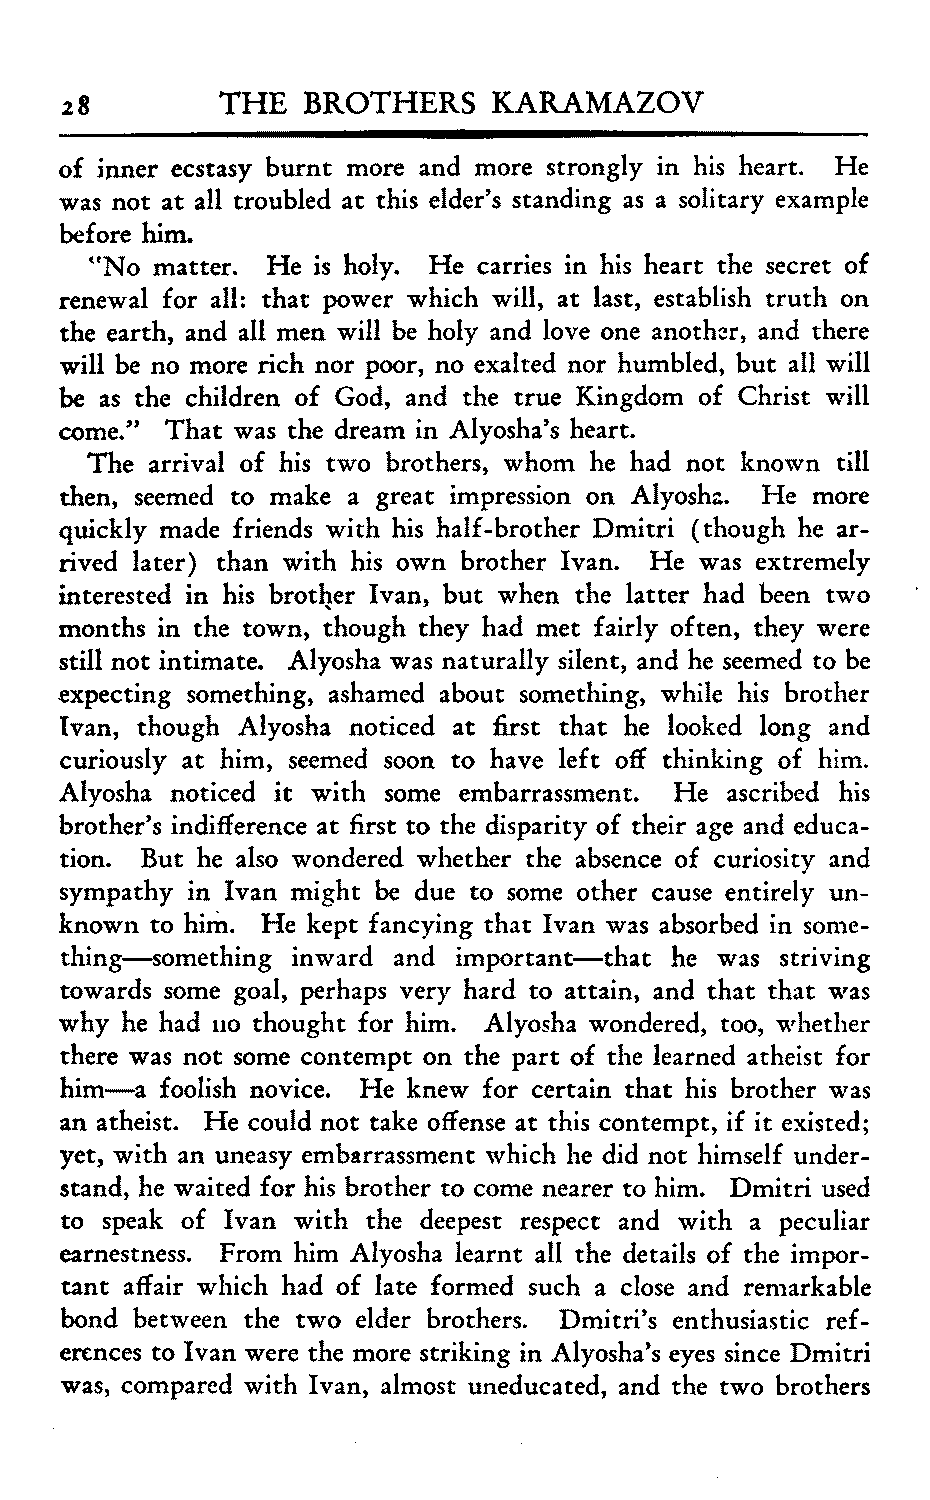 28 THE BROTHERS KARAMAZOV
of inner ecstasy burnt more and more strongly in his heart. He
was not at all troubled at this elder's standing as a solitary example
before him.
"No matter. He is holy. He carries in his heart the secret of
renewal for all: that power which will, at last, establish truth on
the earth, and all men will be holy and love one another, and there
will be no more rich nor poor, no exalted nor humbled, but all will
be as the children of God, and the true Kingdom of Christ will
come." That was the dream in Alyosha's heart.
The arrival of his two brothers, whom he had not known till
then, seemed to make a great impression on Alyosha. He more
quickly made friends with his half-brother Dmitri (though he ar-
rived later) than with his own brother Ivan. He was extremely
interested in his brother Ivan, but when the latter had been two
months in the town, though they had met fairly often, they were
still not intimate. Alyosha was naturally silent, and he seemed to be
expecting something, ashamed about something, while his brother
Ivan, though Alyosha noticed at first that he looked long and
curiously at him, seemed soon to have left off thinking of him.
Alyosha noticed it with some embarrassment. He ascribed his
brother's indifference at first to the disparity of their age and educa-
tion. But he also wondered whether the absence of curiosity and
sympathy in Ivan might be due to some other cause entirely un-
known to him. He kept fancying that Ivan was absorbed in some-
thing—something inward and important—that he was striving
towards some goal, perhaps very hard to attain, and that that was
why he had no thought for him. Alyosha wondered, too, whether
there was not some contempt on the part of the learned atheist for
him—a foolish novice. He knew for certain that his brother was
an atheist. He could not take offense at this contempt, if it existed;
yet, with an uneasy embarrassment which he did not himself under-
stand, he waited for his brother to come nearer to him. Dmitri used
to speak of Ivan with the deepest respect and with a peculiar
earnestness. From him Alyosha learnt all the details of the impor-
tant affair which had of late formed such a close and remarkable
bond between the two elder brothers. Dmitri's enthusiastic ref-
erences to Ivan were the more striking in Alyosha's eyes since Dmitri
was, compared with Ivan, almost uneducated, and the two brothers